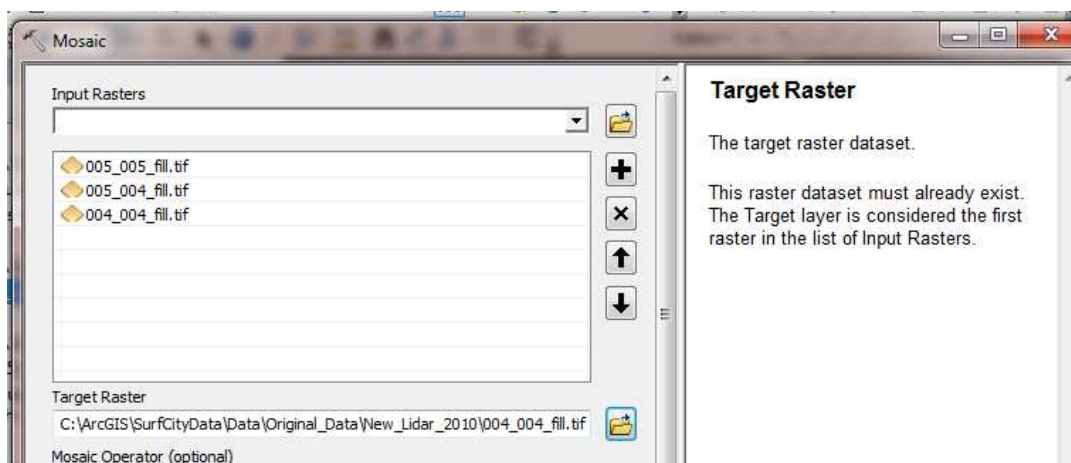 Mosaic
Input Rasters
005_005_fill.tif
005_004_fill.tif
004_004_fill.tif
Target Raster
C:\ArcGIS\SurfCityData\Data\Original_Data\New_Lidar_2010\004_004_fill.tif
Mosaic Operator (optional)
Target Raster
The target raster dataset.
This raster dataset must already exist.
The Target layer is considered the first
raster in the list of Input Rasters.